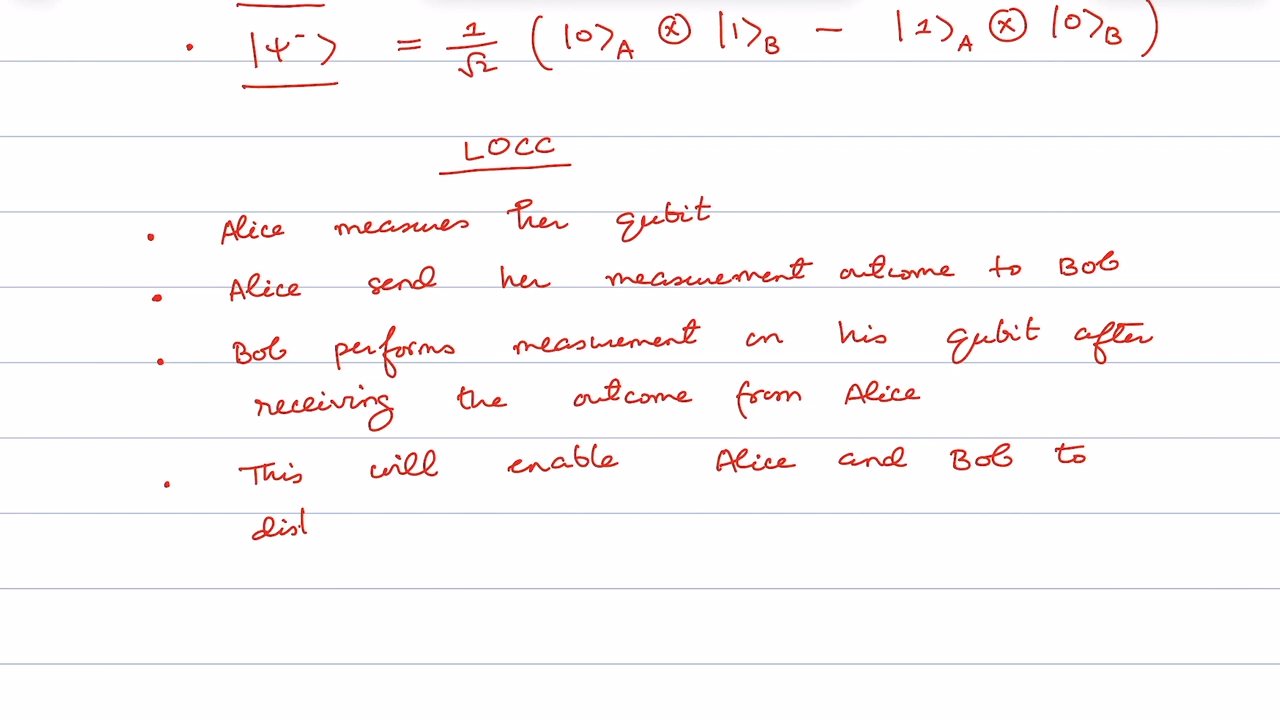 · |ψ⁻⟩ = 1/√2 ( |0⟩_A ⊗ |1⟩_B − |1⟩_A ⊗ |0⟩_B )
LOCC
· Alice measures her qubit
· Alice send her measurement outcome to Bob
· Bob performs measurement on his qubit after
receiving the outcome from Alice
· This will enable Alice and Bob to
dist